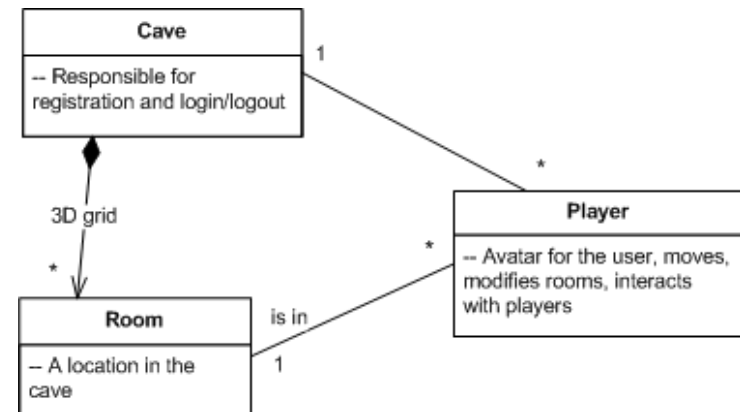 Cave
-- Responsible for
registration and login/logout
1
*
3D grid
*
Player
-- Avatar for the user, moves,
modifies rooms, interacts
with players
*
is in
1
Room
-- A location in the
cave